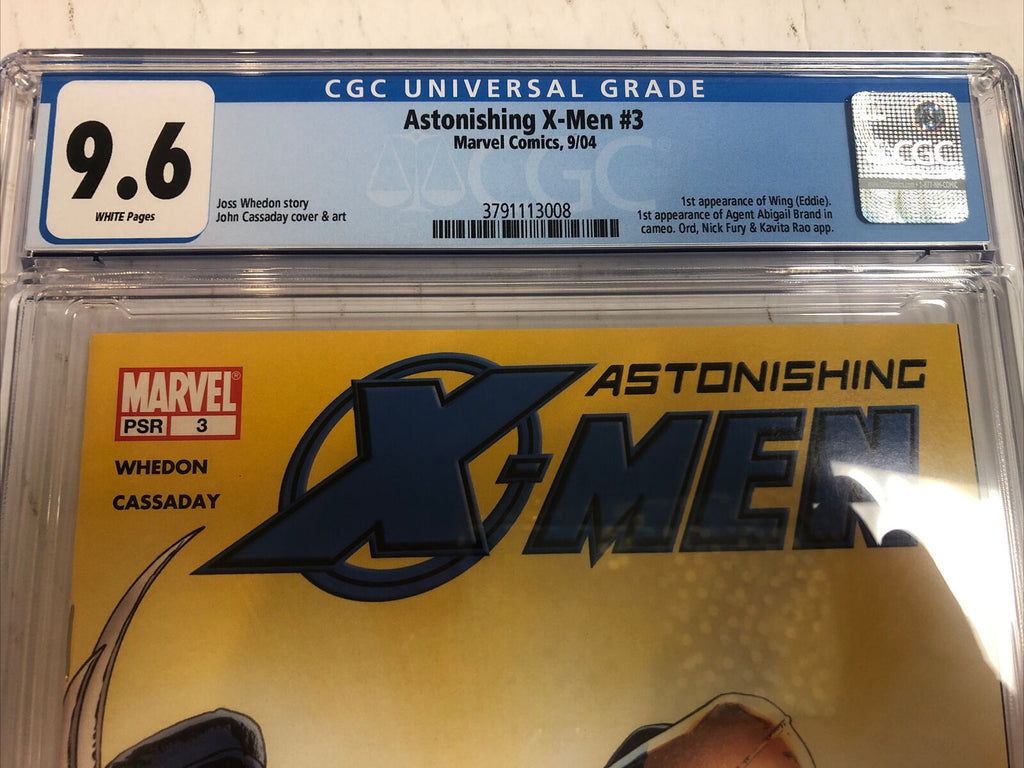 CGC UNIVERSAL GRADE
9.6
WHITE Pages
Astonishing X-Men #3
Marvel Comics, 9/04
Joss Whedon story
John Cassaday cover & art
CGC
3791113008
1st appearance of Wing (Eddie).
1st appearance of Agent Abigail Brand in
cameo. Ord, Nick Fury & Kavita Rao app.
CGC
MARVEL®
PSR 3
WHEDON
CASSADAY
ASTONISHING
X-MEN